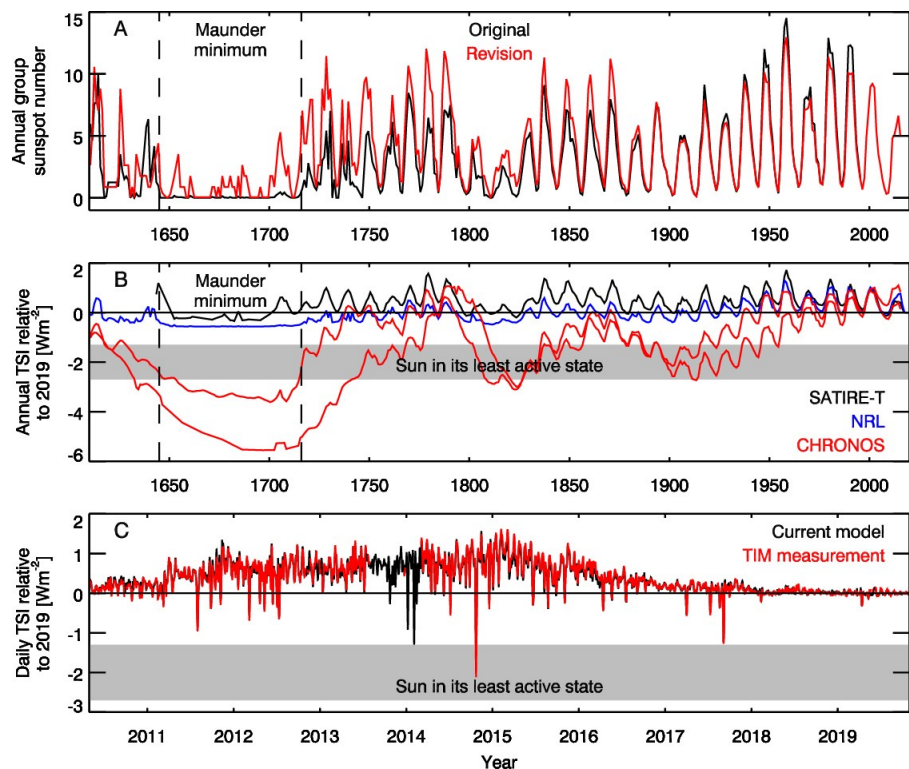 A
Maunder
minimum
Original
Revision
Annual group
sunspot number
15
10
5
0
1650 1700 1750 1800 1850 1900 1950 2000
B
Maunder
minimum
Annual TSI relative
to 2019 [Wm⁻²]
2
0
-2
-4
-6
Sun in its least active state
SATIRE-T
NRL
CHRONOS
1650 1700 1750 1800 1850 1900 1950 2000
C
Current model
TIM measurement
Daily TSI relative
to 2019 [Wm⁻²]
2
1
0
-1
-2
-3
Sun in its least active state
2011 2012 2013 2014 2015 2016 2017 2018 2019
Year